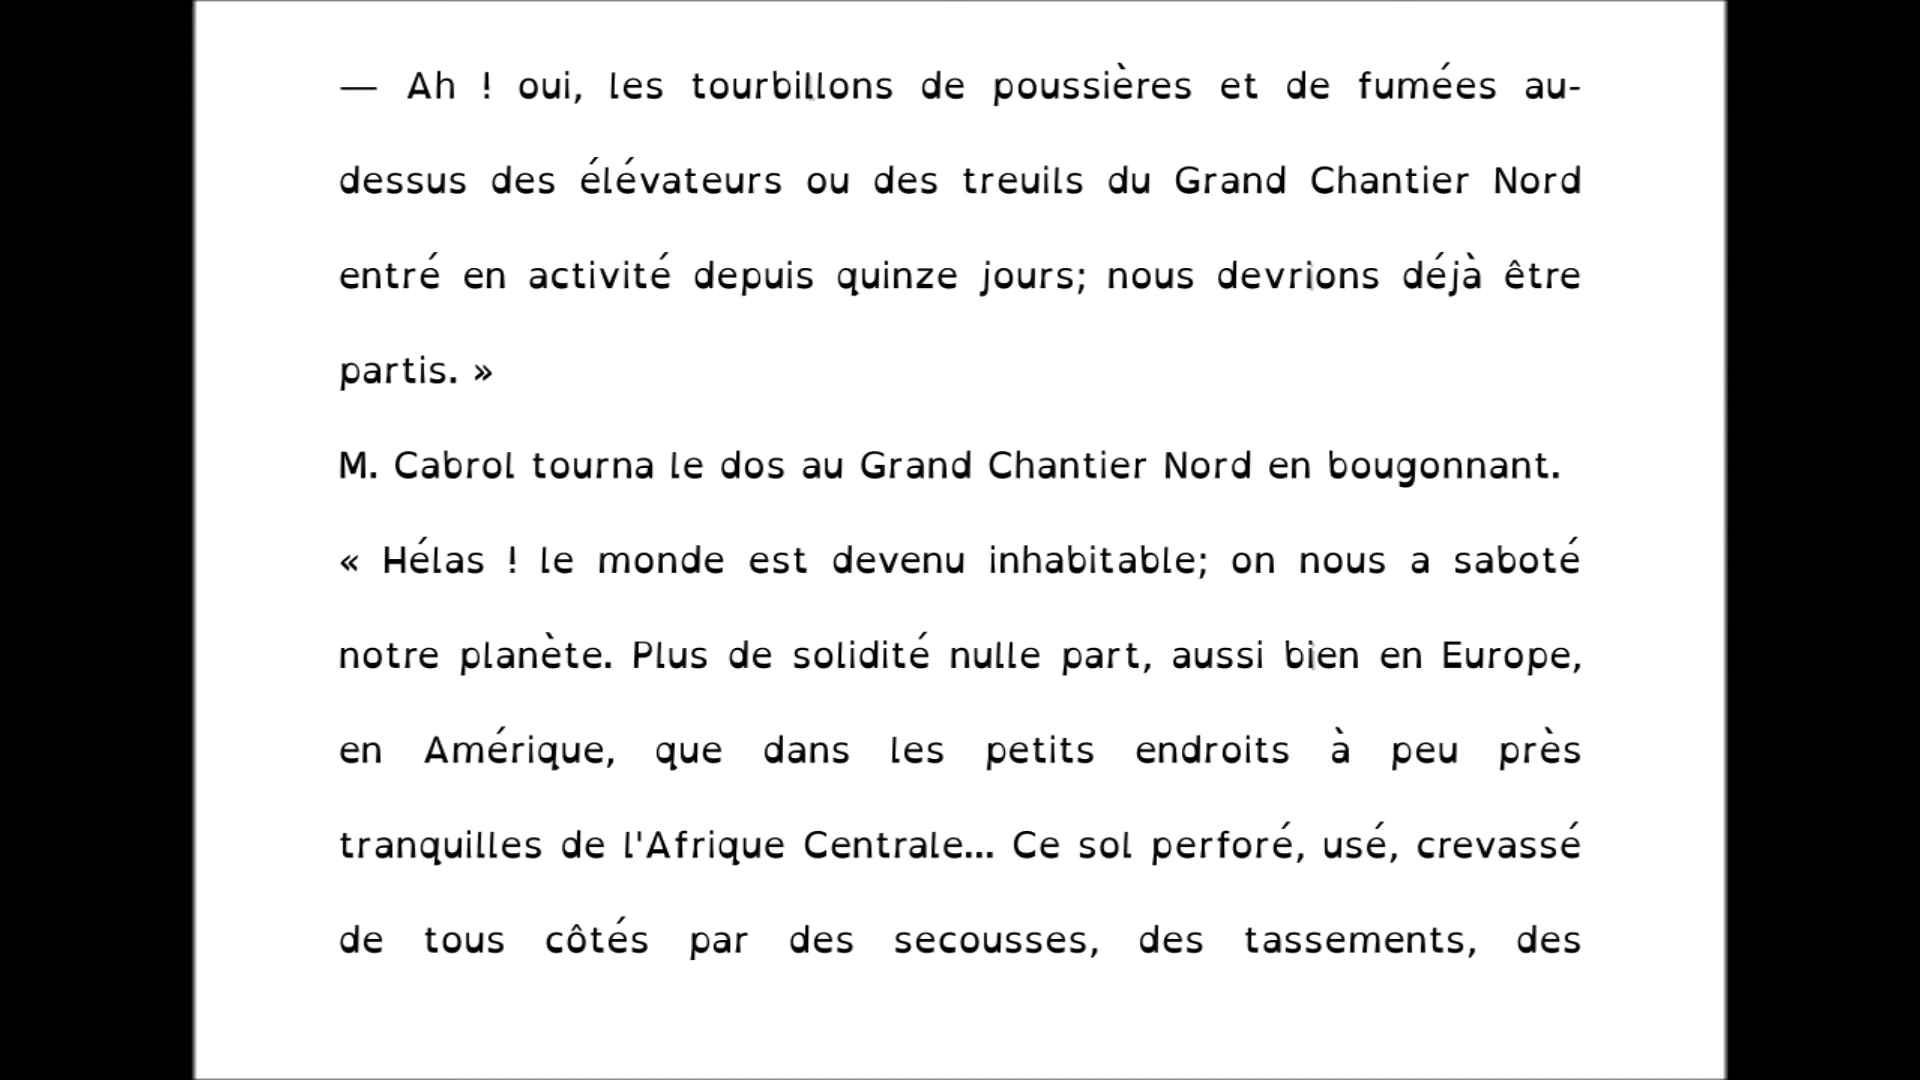 — Ah ! oui, les tourbillons de poussières et de fumées au-
dessus des élévateurs ou des treuils du Grand Chantier Nord
entré en activité depuis quinze jours; nous devrions déjà être
partis. »
M. Cabrol tourna le dos au Grand Chantier Nord en bougonnant.
« Hélas ! le monde est devenu inhabitable; on nous a saboté
notre planète. Plus de solidité nulle part, aussi bien en Europe,
en Amérique, que dans les petits endroits à peu près
tranquilles de l'Afrique Centrale... Ce sol perforé, usé, crevassé
de tous côtés par des secousses, des tassements, des